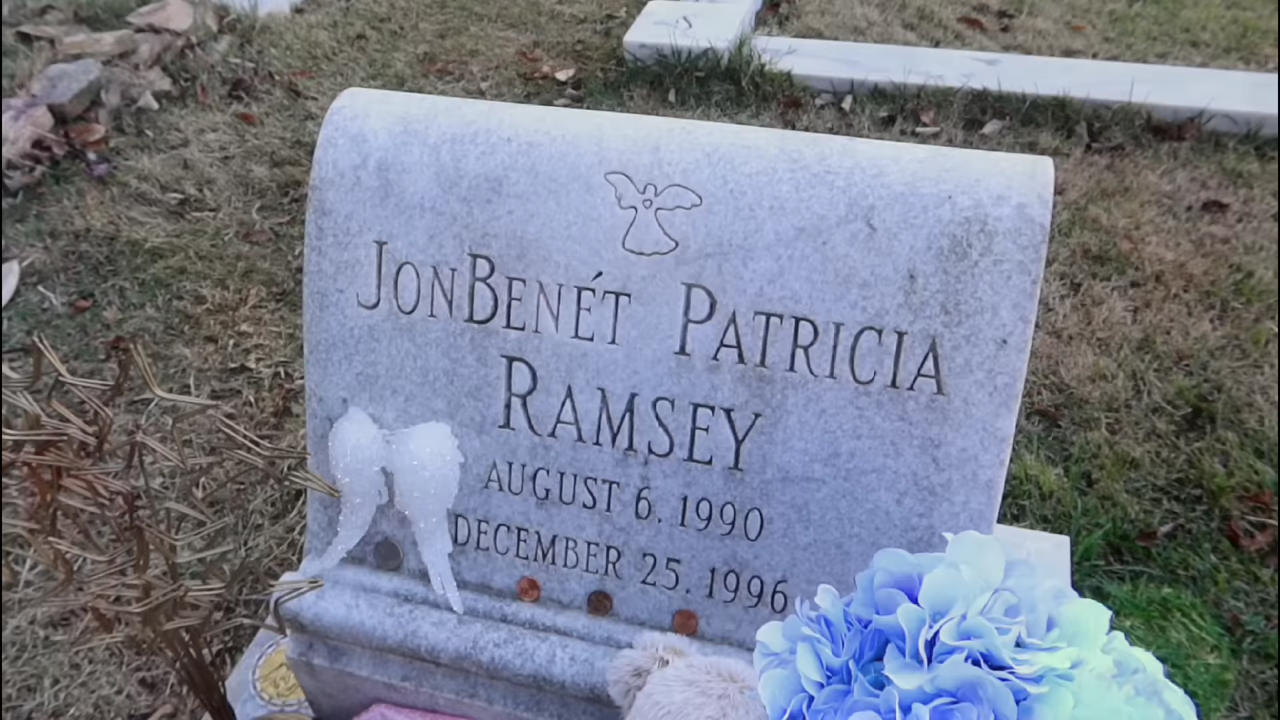 JonBenét Patricia
Ramsey
August 6, 1990
December 25, 1996